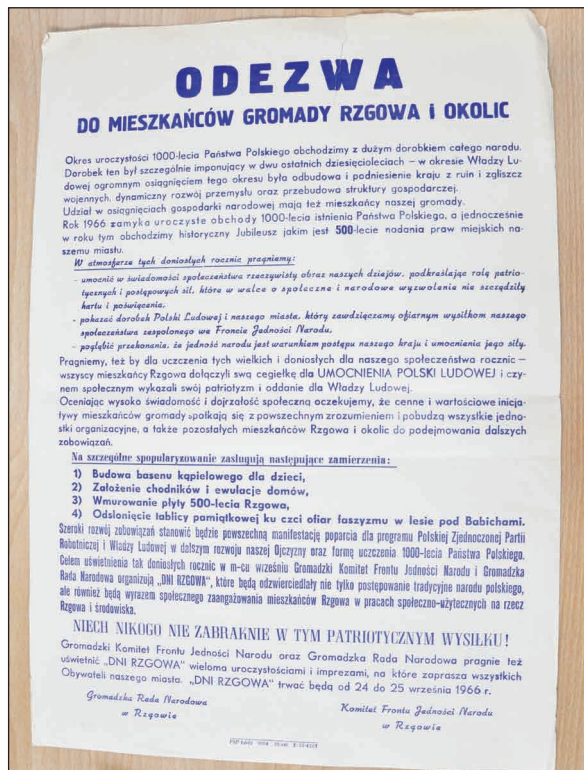 ODEZWA
DO MIESZKAŃCÓW GROMADY RZGOWA i OKOLIC
Okres uroczystości 1000-lecia Państwa Polskiego obchodzimy z dużym dorobkiem całego narodu.
Dorobek ten był szczególnie imponujący w dwu ostatnich dziesięcioleciach – w okresie Władzy Lu-
dowej ogromnym osiągnięciem tego okresu była odbudowa i podniesienie kraju z ruin i zgliszcz
wojennych, dynamiczny rozwój przemysłu oraz przebudowa struktury gospodarczej.
Udział w osiągnięciach gospodarki narodowej mają też mieszkańcy naszej gromady.
Rok 1966 zamyka uroczyste obchody 1000-lecia istnienia Państwa Polskiego, a jednocześnie
w roku tym obchodzimy historyczny Jubileusz jakim jest 500-lecie nadania praw miejskich na-
szemu miastu.
W atmosferze tych doniosłych rocznic pragniemy:
- umocnić w świadomości społeczeństwa rzeczywisty obraz naszych dziejów, podkreślając rolę patrio-
tycznych i postępowych sił, które w walce o społeczne i narodowe wyzwolenie nie szczędziły
hartu i poświęcenia,
- pokazać dorobek Polski Ludowej i naszego miasta, który zawdzięczamy ofiarnym wysiłkom naszego
społeczeństwa zespolonego we Froncie Jedności Narodu,
- pogłębić przekonania, że jedność narodu jest warunkiem postępu naszego kraju i umocnienia jego siły.
Pragniemy, też by dla uczczenia tych wielkich i doniosłych dla naszego społeczeństwa rocznic –
wszyscy mieszkańcy Rzgowa dołączyli swą cegiełkę dla UMOCNIENIA POLSKI LUDOWEJ i czy-
nem społecznym wykazali swój patriotyzm i oddanie dla Władzy Ludowej.
Oceniając wysoko świadomość i dojrzałość społeczną oczekujemy, że cenne i wartościowe inicja-
tywy mieszkańców gromady spotkają się z powszechnym zrozumieniem i pobudzą wszystkie jedno-
stki organizacyjne, a także pozostałych mieszkańców Rzgowa i okolic do podejmowania dalszych
zobowiązań.
Na szczególne spopularyzowanie zasługują następujące zamierzenia:
1) Budowa basenu kąpielowego dla dzieci,
2) Założenie chodników i ewulacje domów,
3) Wmurowanie płyty 500-lecia Rzgowa,
4) Odsłonięcie tablicy pamiątkowej ku czci ofiar faszyzmu w lesie pod Babichami.
Szeroki rozwój zobowiązań stanowić będzie powszechną manifestację poparcia dla programu Polskiej Zjednoczonej Partii
Robotniczej i Władzy Ludowej w dalszym rozwoju naszej Ojczyzny oraz formę uczczenia 1000-lecia Państwa Polskiego.
Celem uświetnienia tak doniosłych rocznic w m-cu wrześniu Gromadzki Komitet Frontu Jedności Narodu i Gromadzka
Rada Narodowa organizują „DNI RZGOWA", które będą odzwierciedlały nie tylko postępowanie tradycyjne narodu polskiego,
ale również będą wyrazem społecznego zaangażowania mieszkańców Rzgowa w pracach społeczno-użytecznych na rzecz
Rzgowa i środowiska.
NIECH NIKOGO NIE ZABRAKNIE W TYM PATRIOTYCZNYM WYSIŁKU!
Gromadzki Komitet Frontu Jedności Narodu oraz Gromadzka Rada Narodowa pragnie też
uświetnić „DNI RZGOWA" wieloma uroczystościami i imprezami, na które zaprasza wszystkich
Obywateli naszego miasta. „DNI RZGOWA" trwać będą od 24 do 25 września 1966 r.
Gromadzka Rada Narodowa
w Rzgowie
Komitet Frontu Jedności Narodu
w Rzgowie